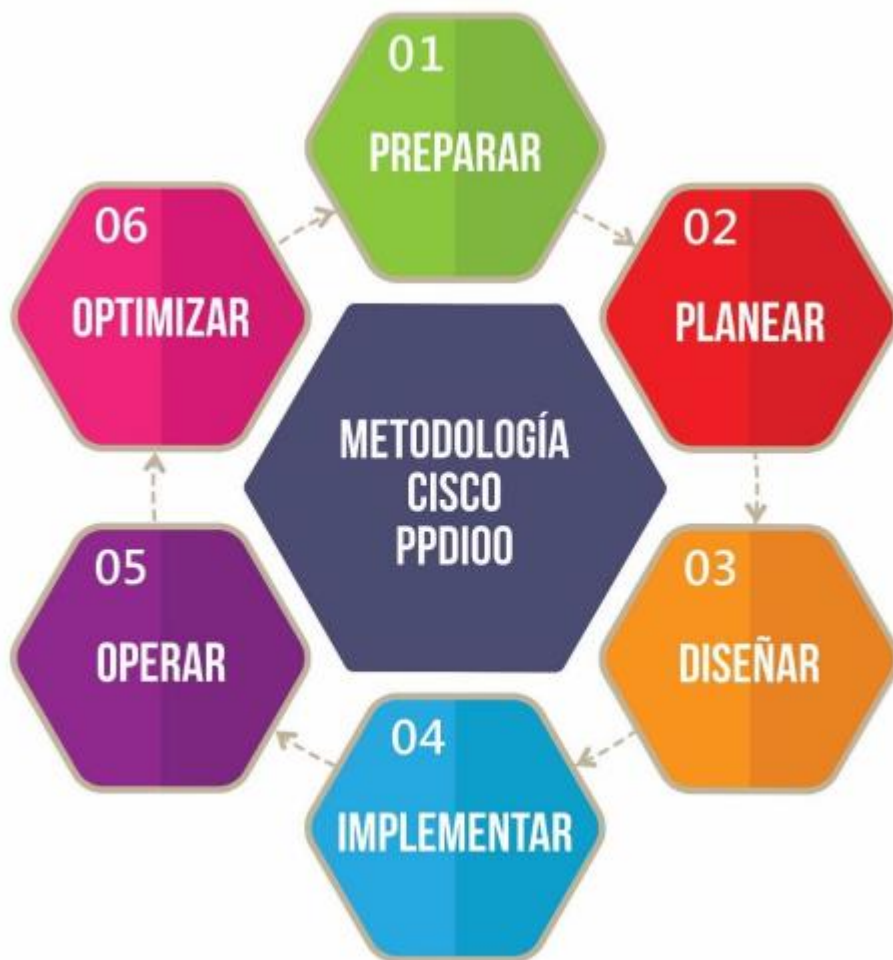 01
PREPARAR
02
PLANEAR
03
DISEÑAR
04
IMPLEMENTAR
05
OPERAR
06
OPTIMIZAR
METODOLOGÍA
CISCO
PPDIOO